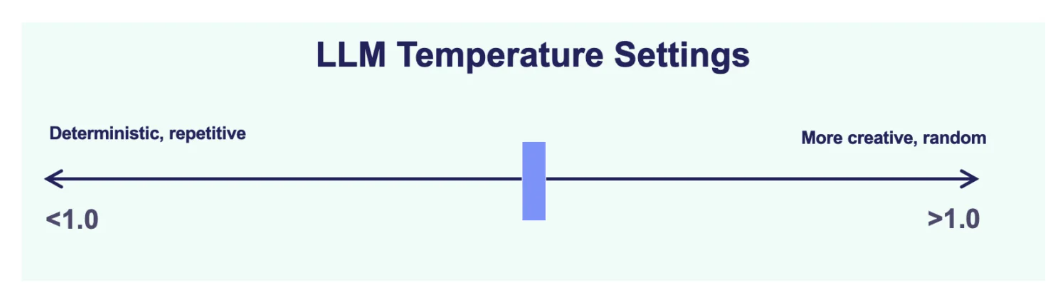 LLM Temperature Settings
Deterministic, repetitive
More creative, random
<1.0
>1.0